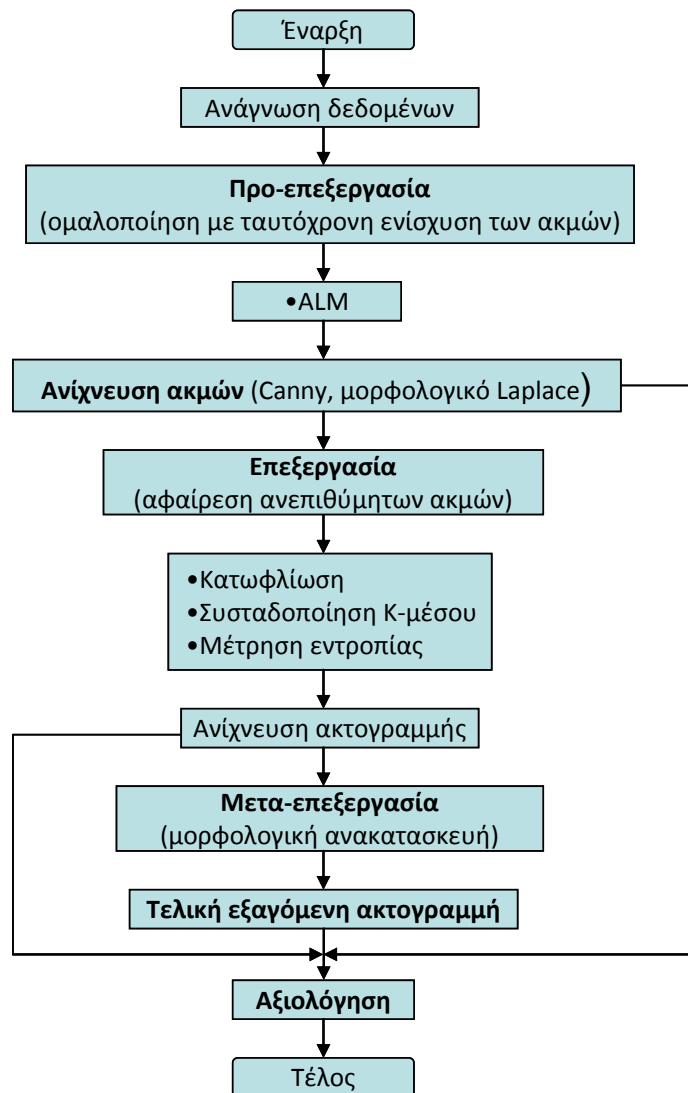 Έναρξη
Ανάγνωση δεδομένων
Προ-επεξεργασία
(ομαλοποίηση με ταυτόχρονη ενίσχυση των ακμών)
•ALM
Ανίχνευση ακμών (Canny, μορφολογικό Laplace)
Επεξεργασία
(αφαίρεση ανεπιθύμητων ακμών)
•Κατωφλίωση
•Συσταδοποίηση Κ-μέσου
•Μέτρηση εντροπίας
Ανίχνευση ακτογραμμής
Μετα-επεξεργασία
(μορφολογική ανακατασκευή)
Τελική εξαγόμενη ακτογραμμή
Αξιολόγηση
Τέλος